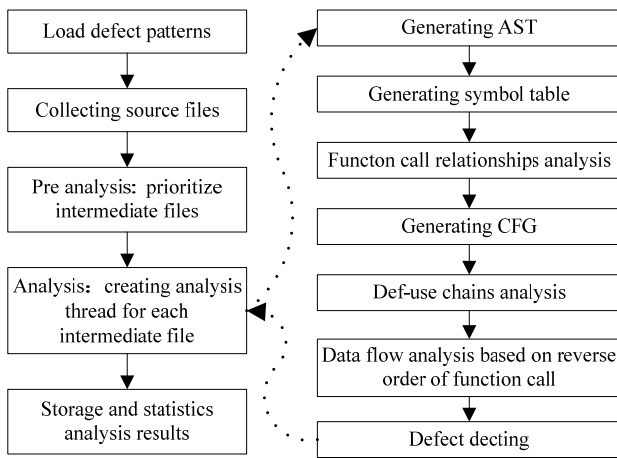 Load defect patterns
Collecting source files
Pre analysis: prioritize
intermediate files
Analysis: creating analysis
thread for each
intermediate file
Storage and statistics
analysis results
Generating AST
Generating symbol table
Functon call relationships analysis
Generating CFG
Def-use chains analysis
Data flow analysis based on reverse
order of function call
Defect decting